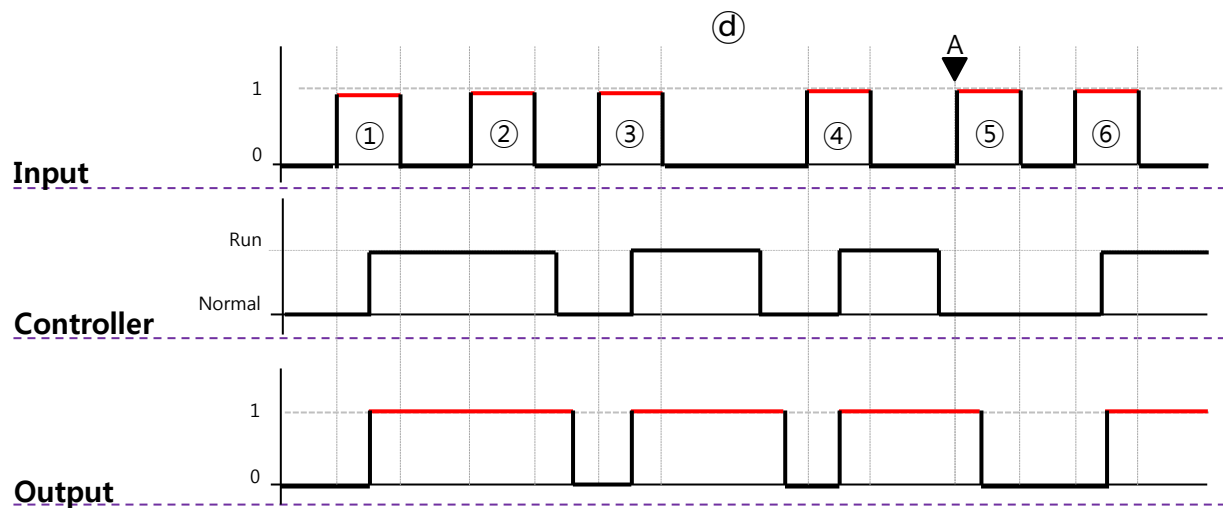 ⓓ
A
1
① ② ③ ④ ⑤ ⑥
0
Input
Run
Normal
Controller
1
0
Output